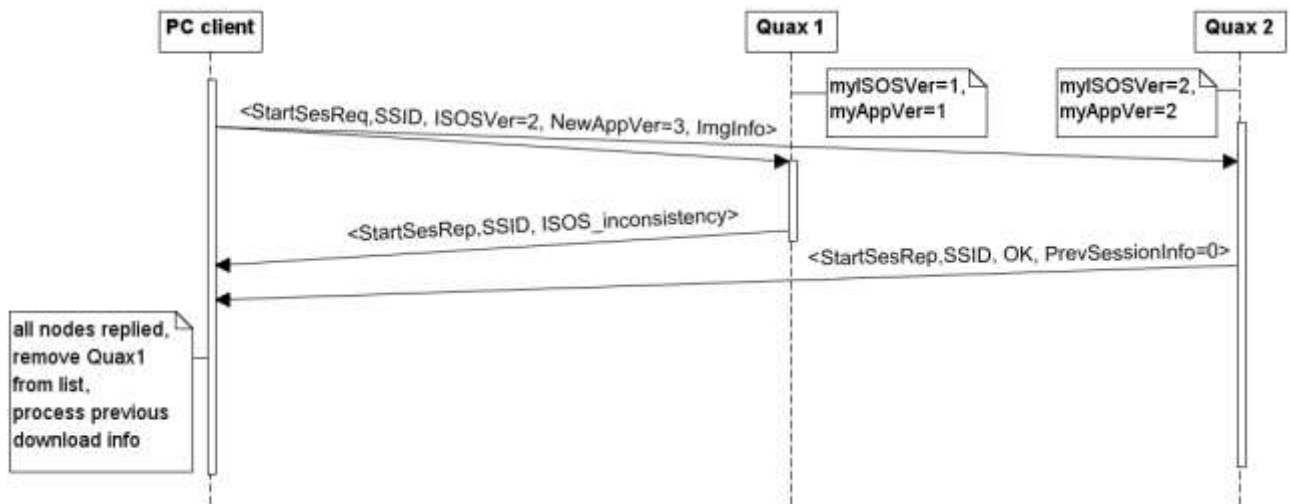 PC client
Quax 1
Quax 2
myISOSVer=1,
myAppVer=1
myISOSVer=2,
myAppVer=2
<StartSesReq,SSID, ISOSVer=2, NewAppVer=3, ImgInfo>
<StartSesRep,SSID, ISOS_inconsistency>
<StartSesRep,SSID, OK, PrevSessionInfo=0>
all nodes replied,
remove Quax1
from list,
process previous
download info